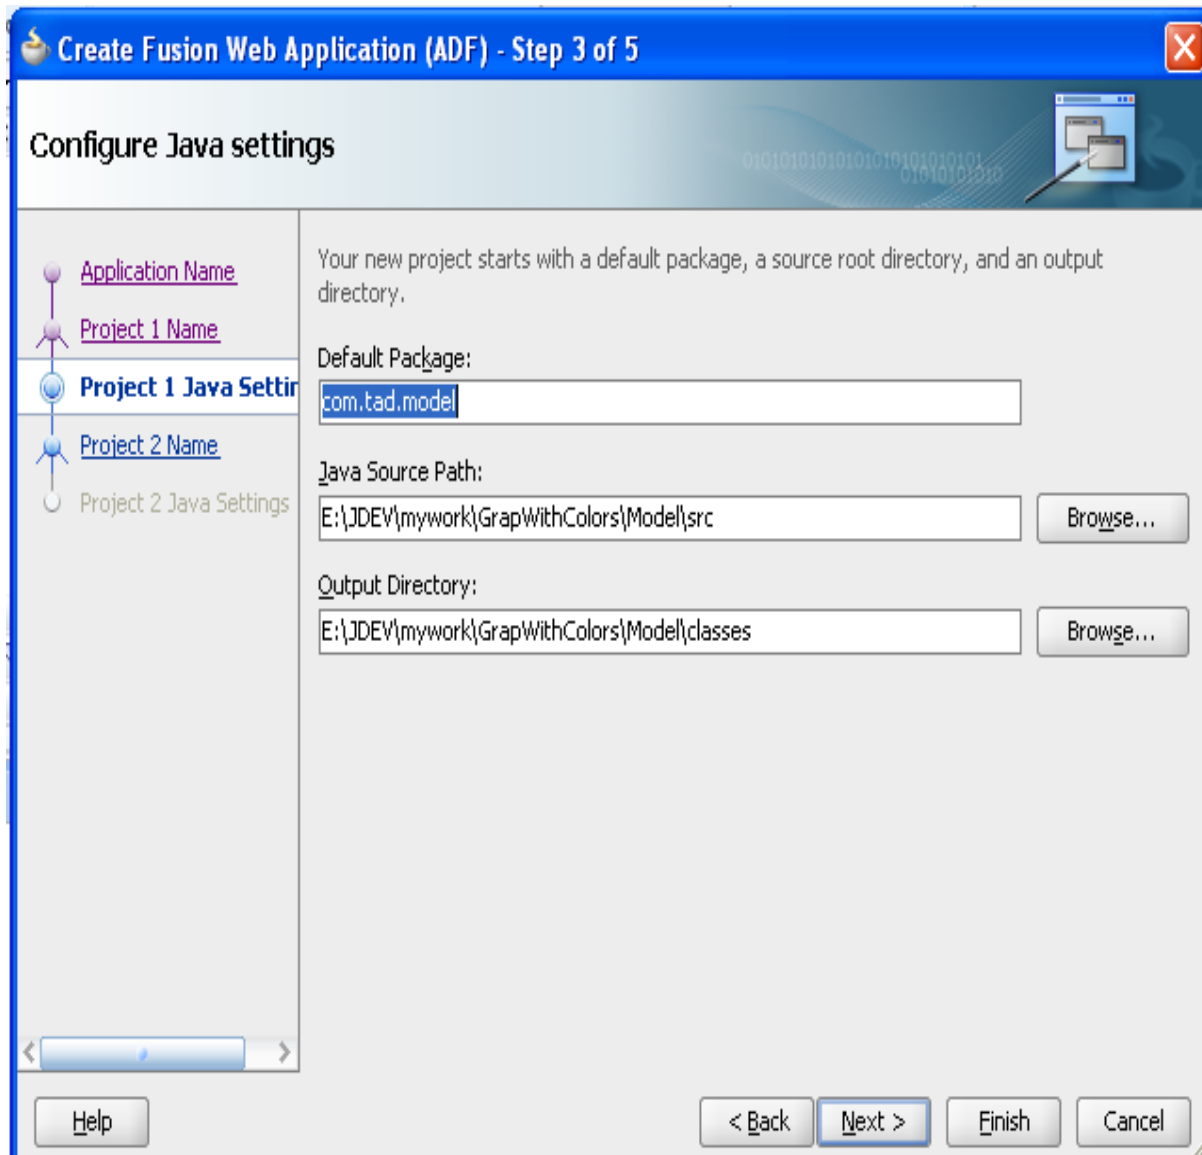 Create Fusion Web Application (ADF) - Step 3 of 5
Configure Java settings
010101010101010101010101
01010101010
Application Name
Project 1 Name
Project 1 Java Settir
Project 2 Name
Project 2 Java Settings
Your new project starts with a default package, a source root directory, and an output
directory.
Default Package:
com.tad.model
Java Source Path:
E:\JDEV\mywork\GrapWithColors\Model\src
Browse...
Output Directory:
E:\JDEV\mywork\GrapWithColors\Model\classes
Browse...
Help
< Back
Next >
Finish
Cancel